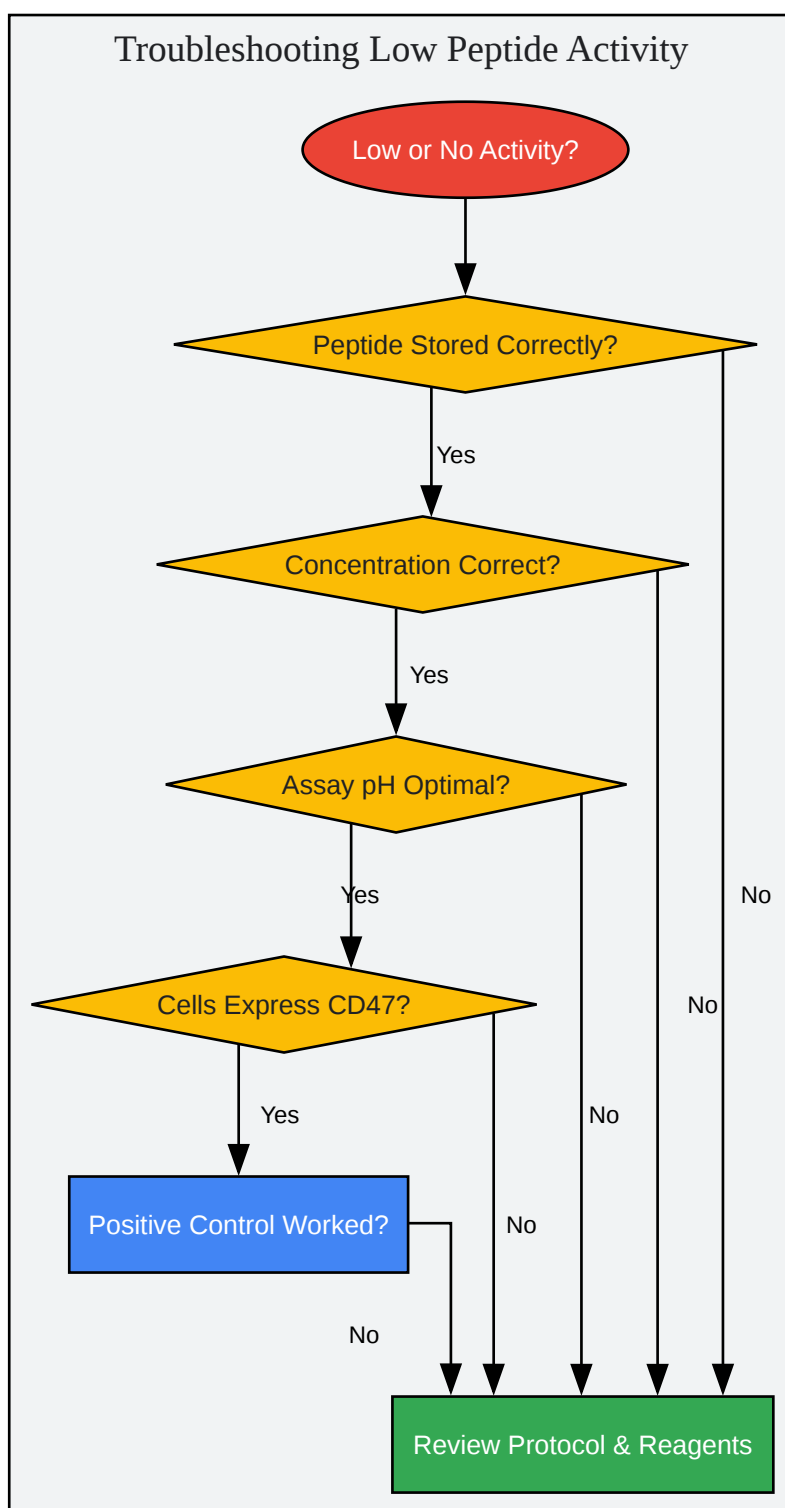 Troubleshooting Low Peptide Activity
Low or No Activity?
Peptide Stored Correctly?
Yes
Concentration Correct?
Yes
Assay pH Optimal?
Yes
No
Cells Express CD47?
No
Yes
No
Positive Control Worked?
No
No
Review Protocol & Reagents